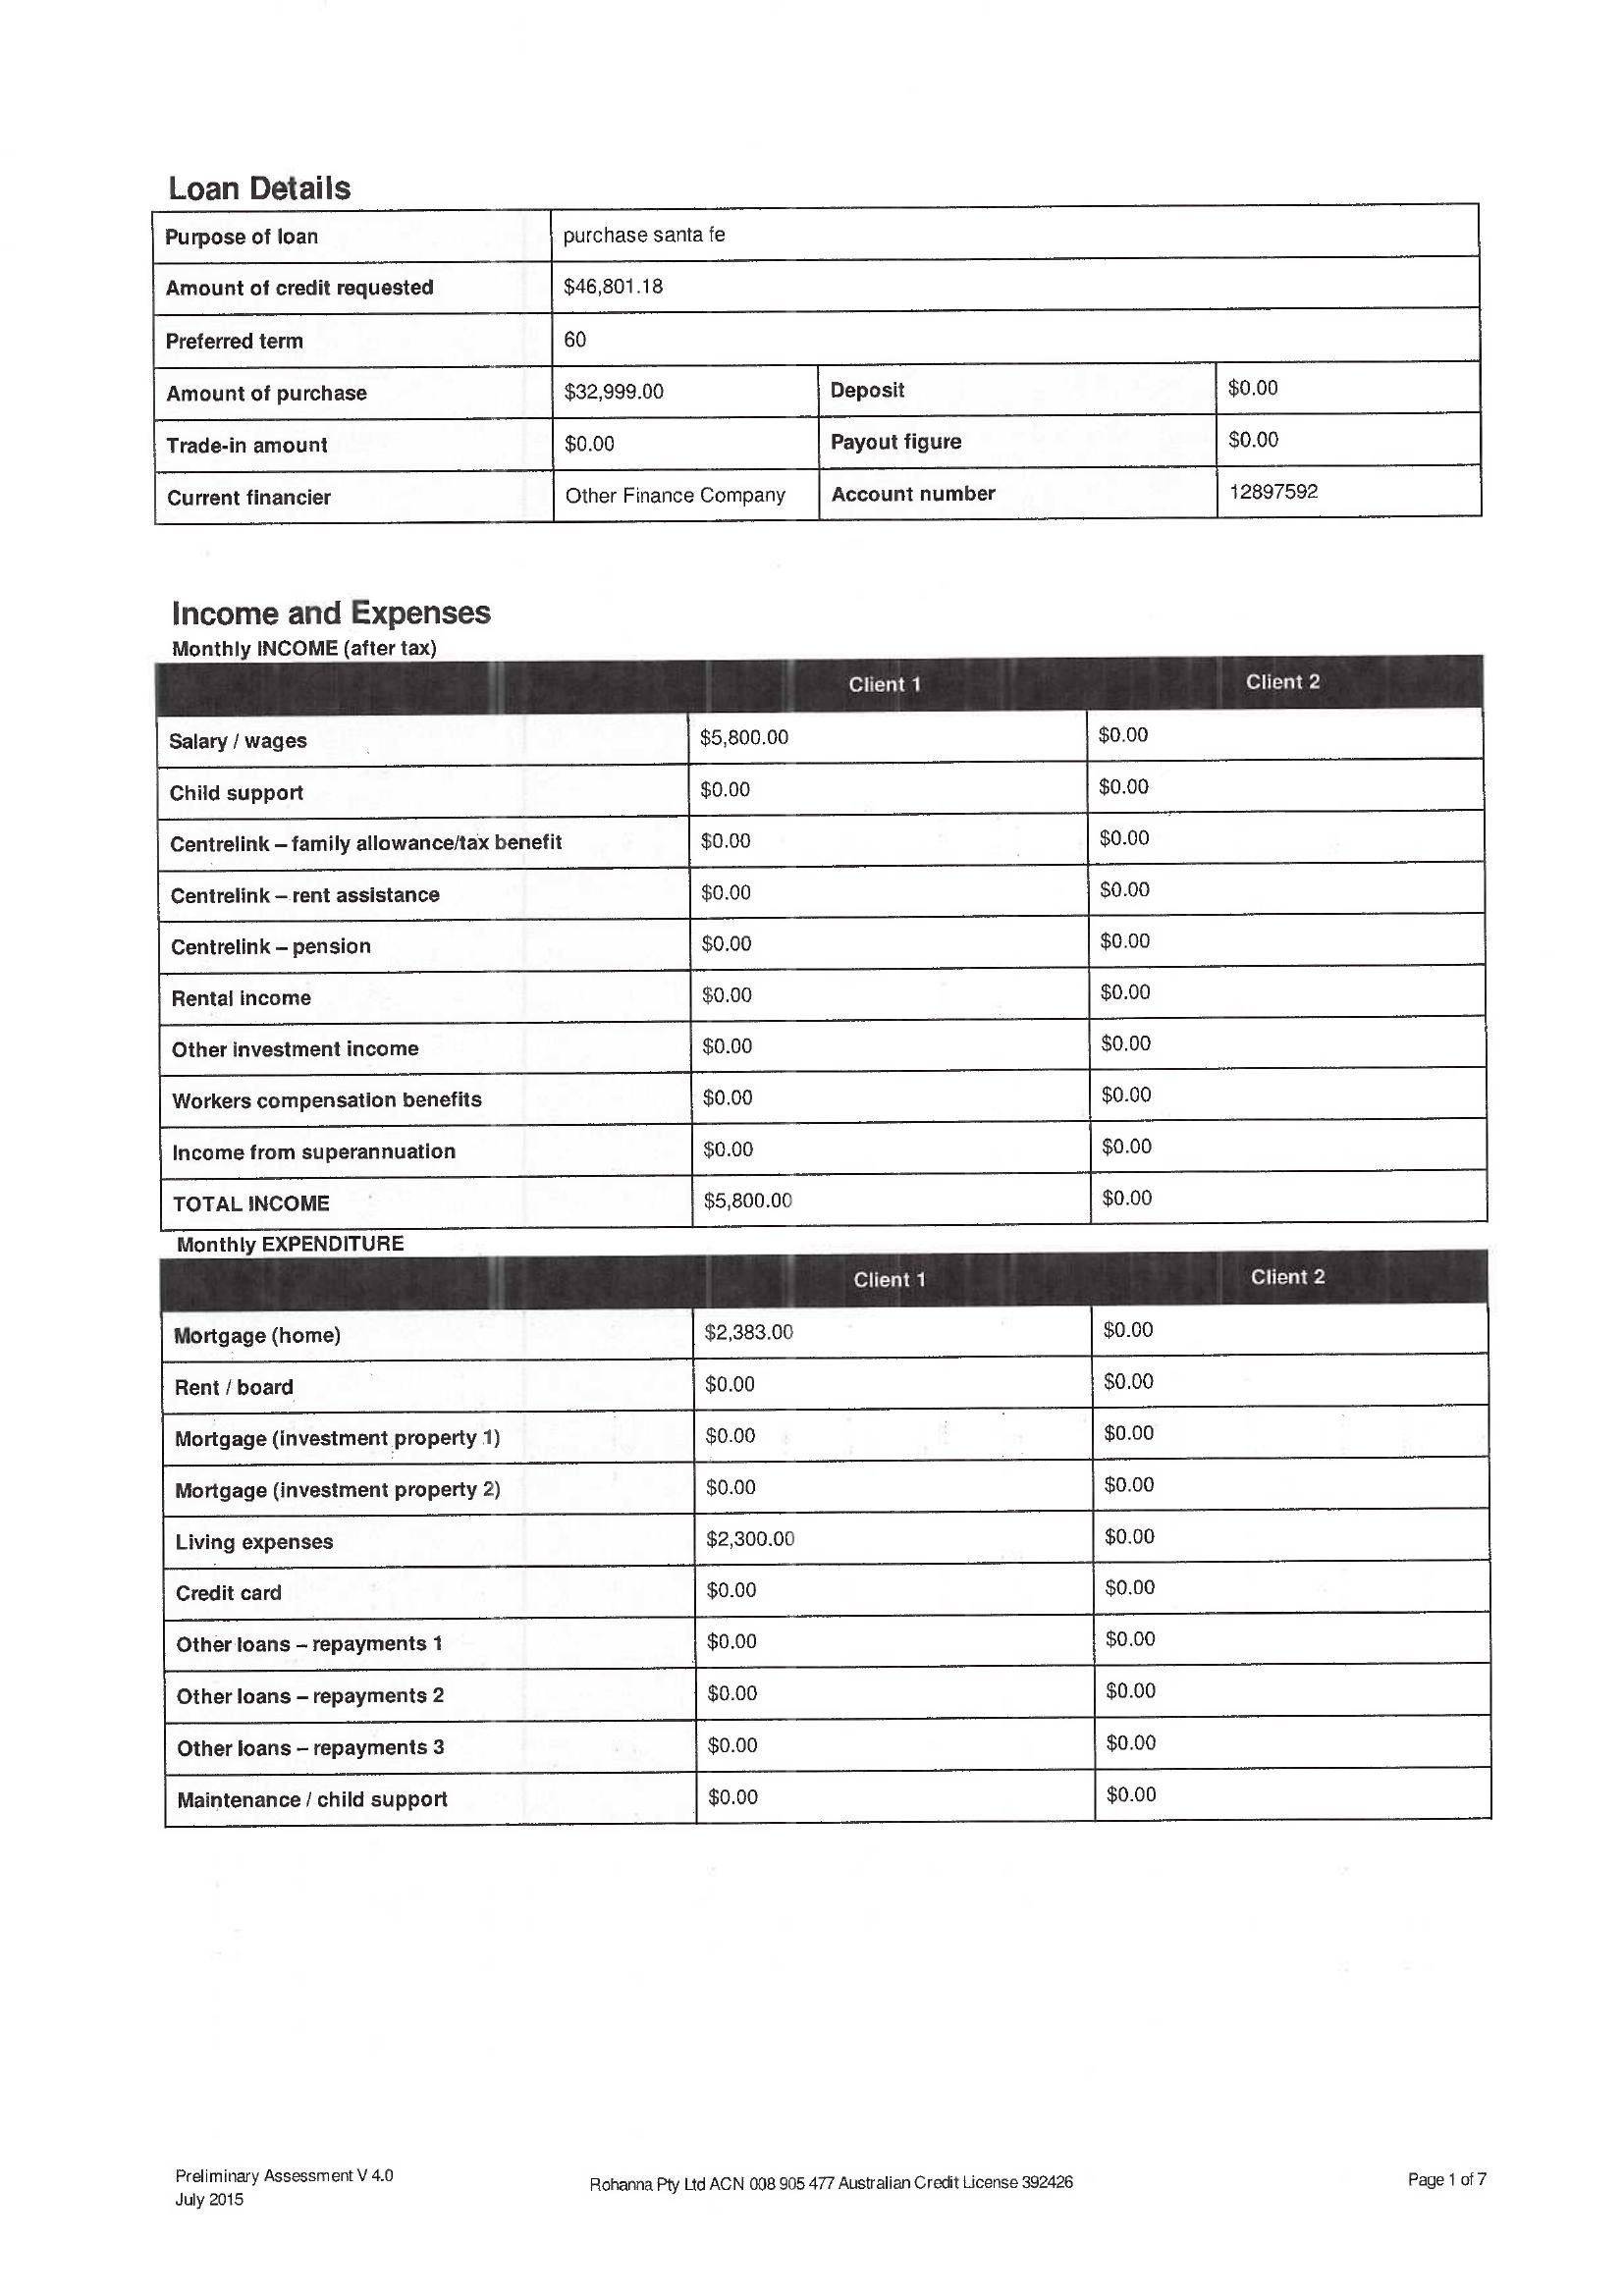 Loan Details
Purpose of loan purchase santa fe
Amount of credit requested $46,801.18
Preferred term 60
Amount of purchase $32,999.00 Deposit $0.00
Trade-in amount $0.00 Payout figure $0.00
Current financier Other Finance Company Account number 12897592
Income and Expenses
Monthly INCOME (after tax)
Client 1 Client 2
Salary / wages $5,800.00 $0.00
Child support $0.00 $0.00
Centrelink – family allowance/tax benefit $0.00 $0.00
Centrelink – rent assistance $0.00 $0.00
Centrelink – pension $0.00 $0.00
Rental income $0.00 $0.00
Other investment income $0.00 $0.00
Workers compensation benefits $0.00 $0.00
Income from superannuation $0.00 $0.00
TOTAL INCOME $5,800.00 $0.00
Monthly EXPENDITURE
Client 1 Client 2
Mortgage (home) $2,383.00 $0.00
Rent / board $0.00 $0.00
Mortgage (investment property 1) $0.00 $0.00
Mortgage (investment property 2) $0.00 $0.00
Living expenses $2,300.00 $0.00
Credit card $0.00 $0.00
Other loans – repayments 1 $0.00 $0.00
Other loans – repayments 2 $0.00 $0.00
Other loans – repayments 3 $0.00 $0.00
Maintenance / child support $0.00 $0.00
Preliminary Assessment V 4.0
July 2015
Rohanna Pty Ltd ACN 008 905 477 Australian Credit License 392426
Page 1 of 7